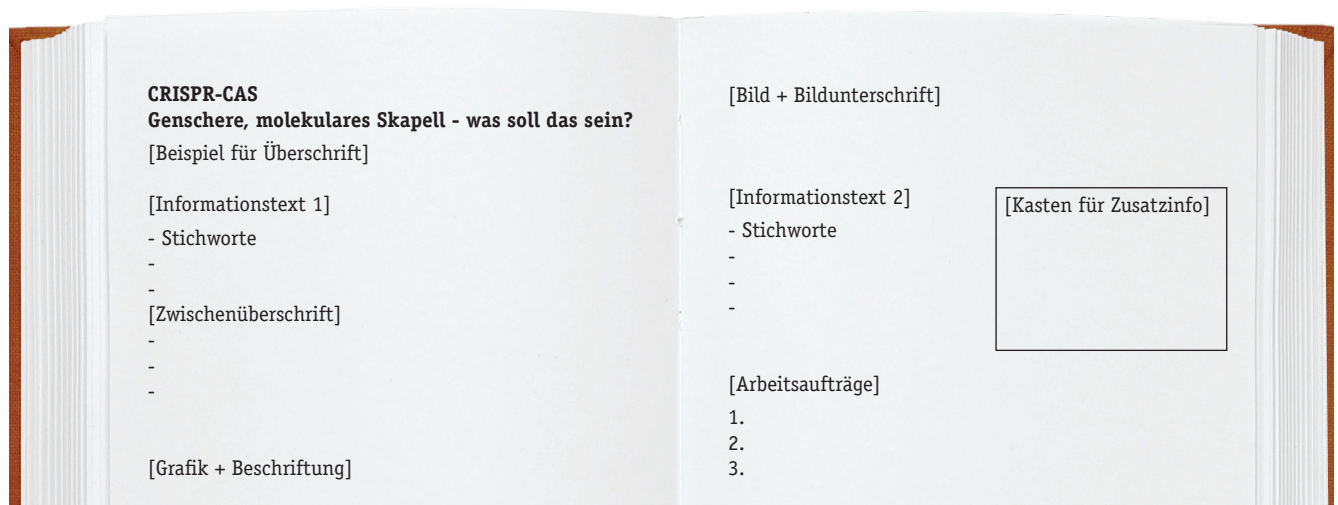 CRISPR-CAS
Genschere, molekulares Skapell - was soll das sein?
[Beispiel für Überschrift]
[Informationstext 1]
- Stichworte
-
-
[Zwischenüberschrift]
-
-
-
[Grafik + Beschriftung]
[Bild + Bildunterschrift]
[Informationstext 2]
- Stichworte
-
-
-
[Kasten für Zusatzinfo]
[Arbeitsaufträge]
1.
2.
3.